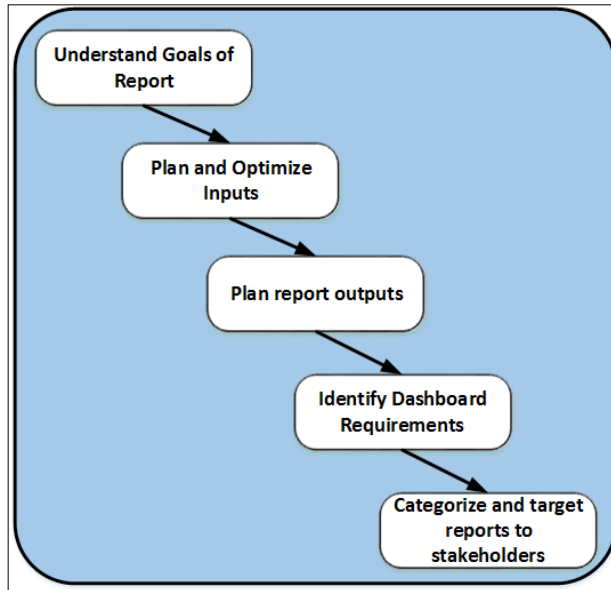 Understand Goals of
Report
Plan and Optimize
Inputs
Plan report outputs
Identify Dashboard
Requirements
Categorize and target
reports to
stakeholders